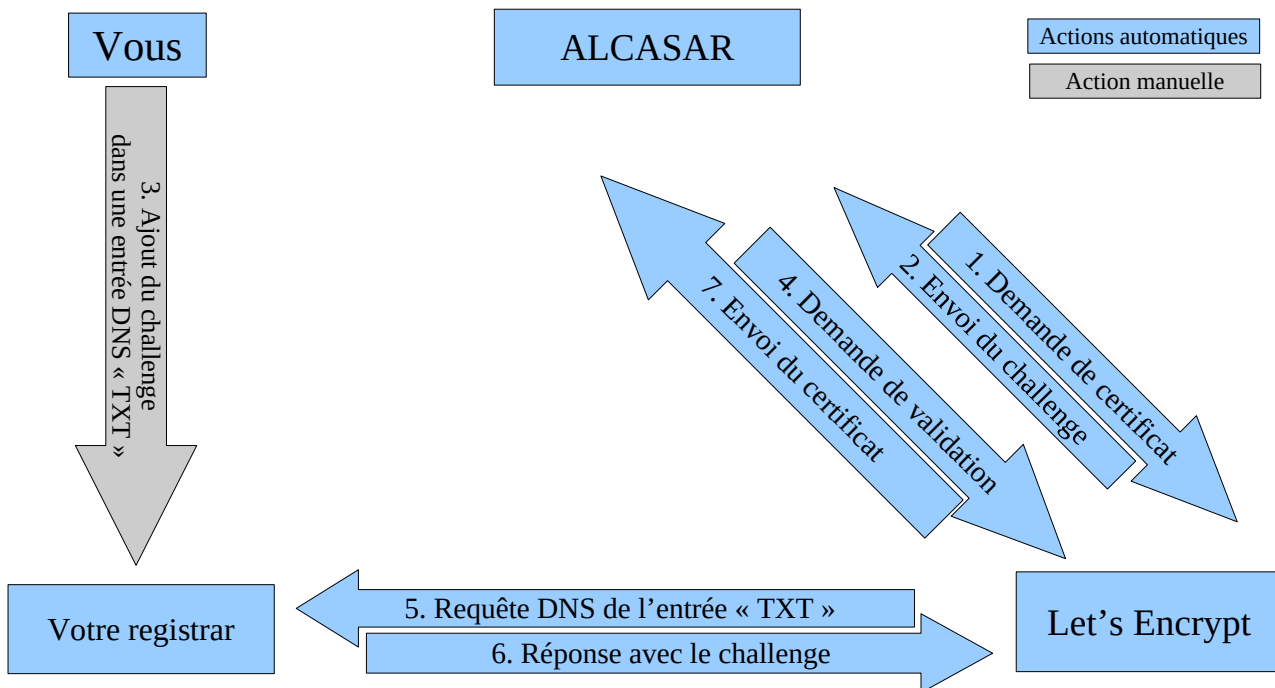 Vous
ALCASAR
Actions automatiques
Action manuelle
3. Ajout du challenge
dans une entrée DNS « TXT »
1. Demande de certificat
2. Envoi du challenge
4. Demande de validation
7. Envoi du certificat
5. Requête DNS de l’entrée « TXT »
6. Réponse avec le challenge
Votre registrar
Let’s Encrypt